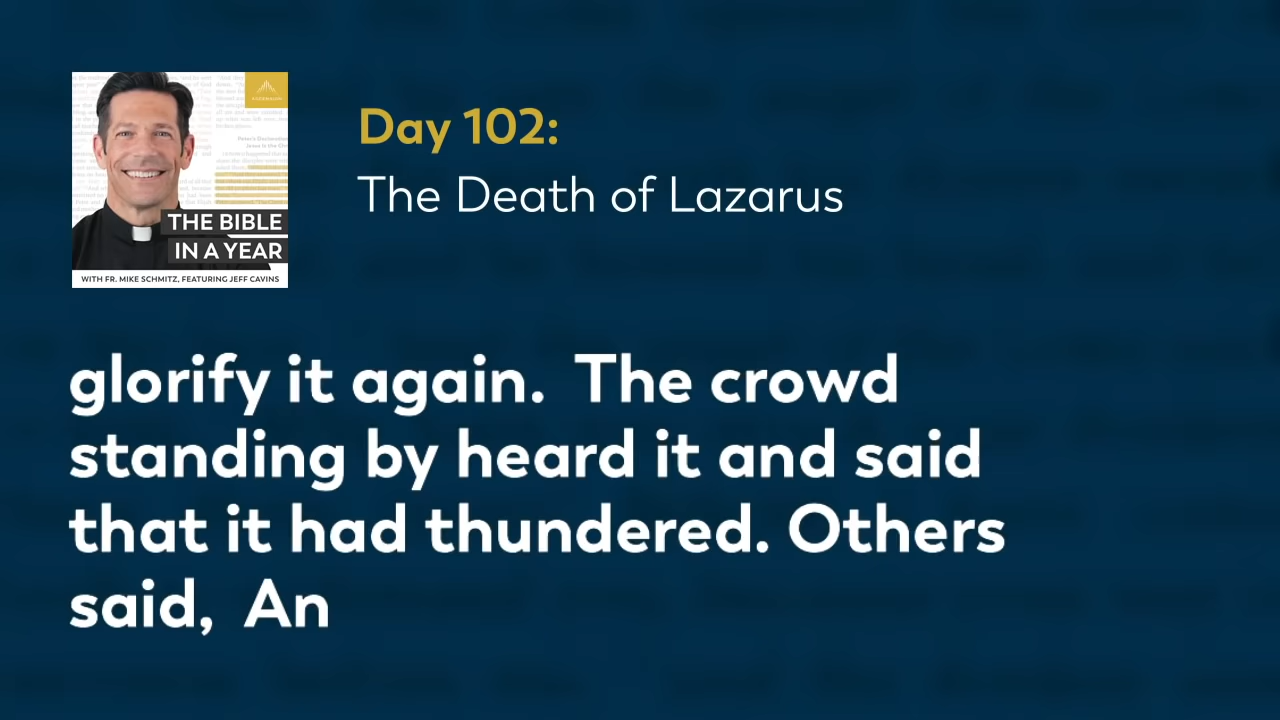 Day 102:
The Death of Lazarus
THE BIBLE
IN A YEAR
WITH FR. MIKE SCHMITZ, FEATURING JEFF CAVINS
glorify it again. The crowd
standing by heard it and said
that it had thundered. Others
said, An